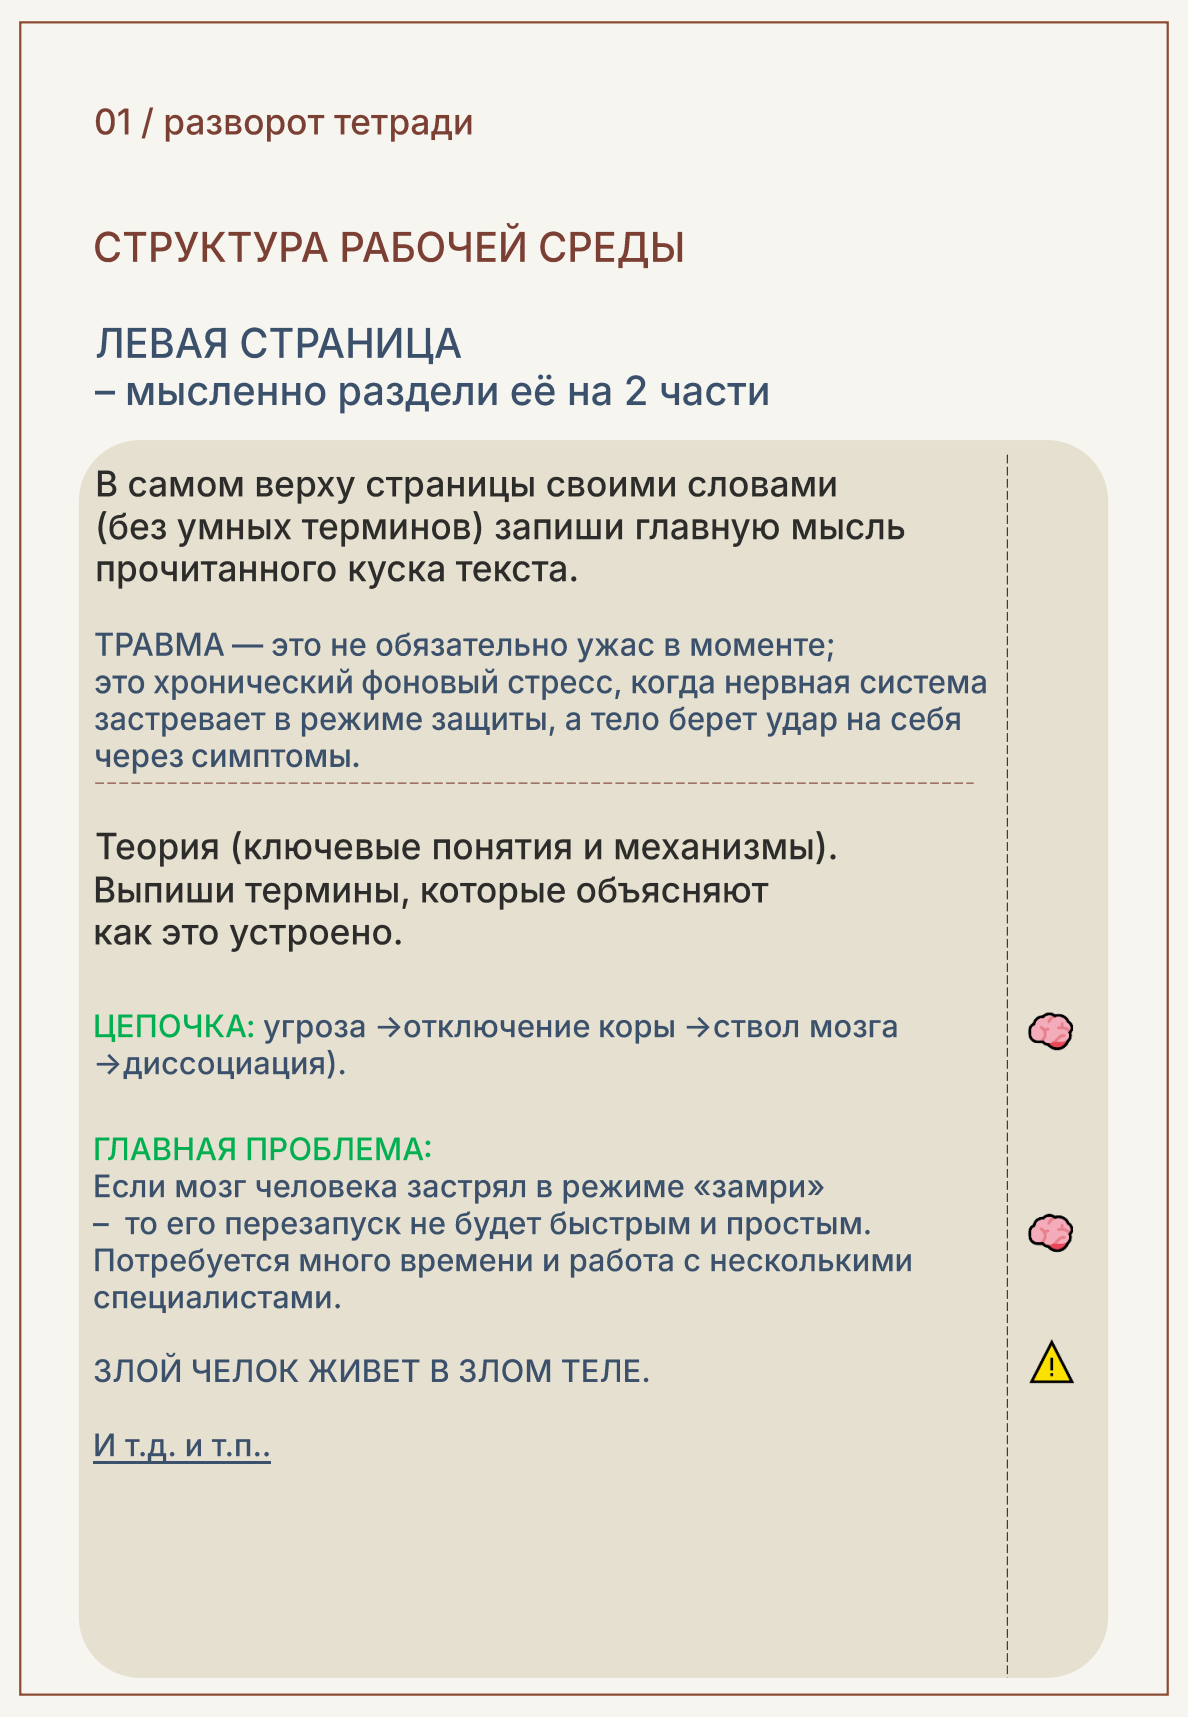 01 / разворот тетради
СТРУКТУРА РАБОЧЕЙ СРЕДЫ
ЛЕВАЯ СТРАНИЦА
– мысленно раздели её на 2 части
В самом верху страницы своими словами
(без умных терминов) запиши главную мысль
прочитанного куска текста.
ТРАВМА — это не обязательно ужас в моменте;
это хронический фоновый стресс, когда нервная система
застревает в режиме защиты, а тело берет удар на себя
через симптомы.
Теория (ключевые понятия и механизмы).
Выпиши термины, которые объясняют
как это устроено.
ЦЕПОЧКА: угроза →отключение коры →ствол мозга
→диссоциация).
ГЛАВНАЯ ПРОБЛЕМА:
Если мозг человека застрял в режиме «замри»
– то его перезапуск не будет быстрым и простым.
Потребуется много времени и работа с несколькими
специалистами.
ЗЛОЙ ЧЕЛОК ЖИВЕТ В ЗЛОМ ТЕЛЕ.
И т.д. и т.п..